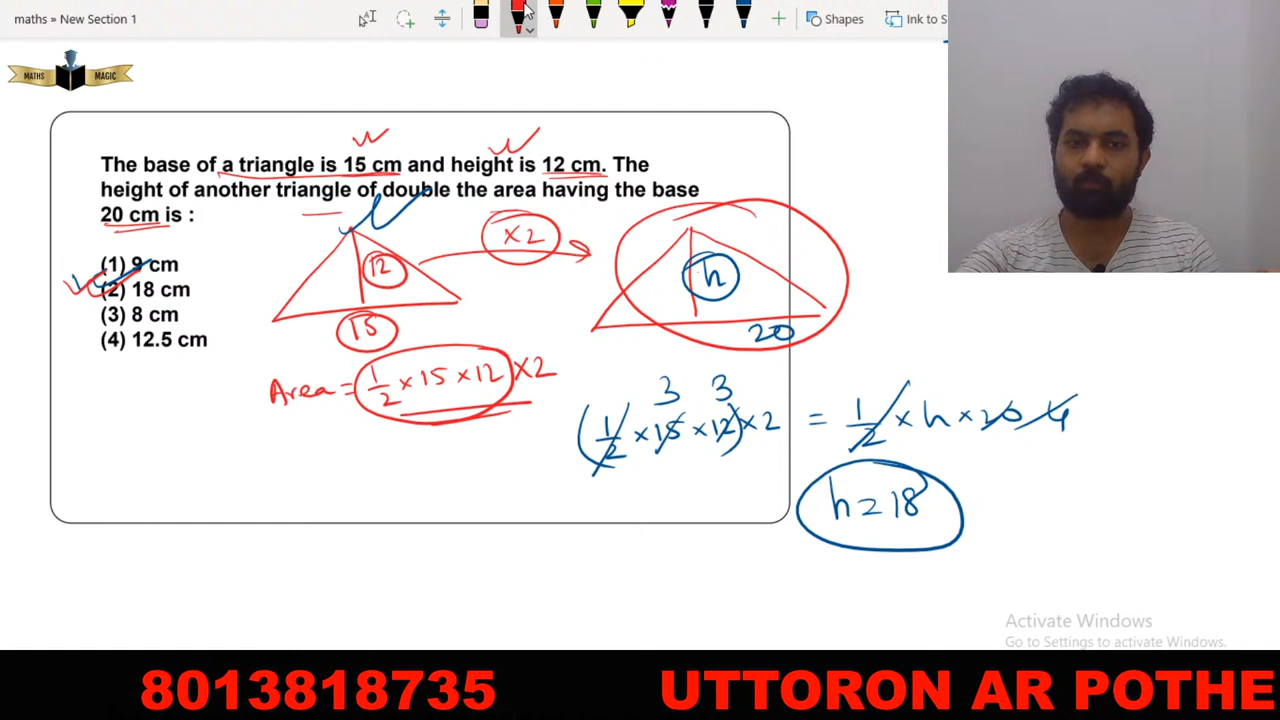 maths » New Section 1
Shapes
Ink to S
MATHS
MAGIC
The base of a triangle is 15 cm and height is 12 cm. The
height of another triangle of double the area having the base
20 cm is :
(1) 9 cm
(2) 18 cm
(3) 8 cm
(4) 12.5 cm
12
15
×2
h
20
Area = 1/2 × 15 × 12 × 2
3 3
(1/2 × 15 × 12) × 2 = 1/2 × h × 20 4
h = 18
Activate Windows
Go to Settings to activate Windows.
8013818735 UTTORON AR POTHE